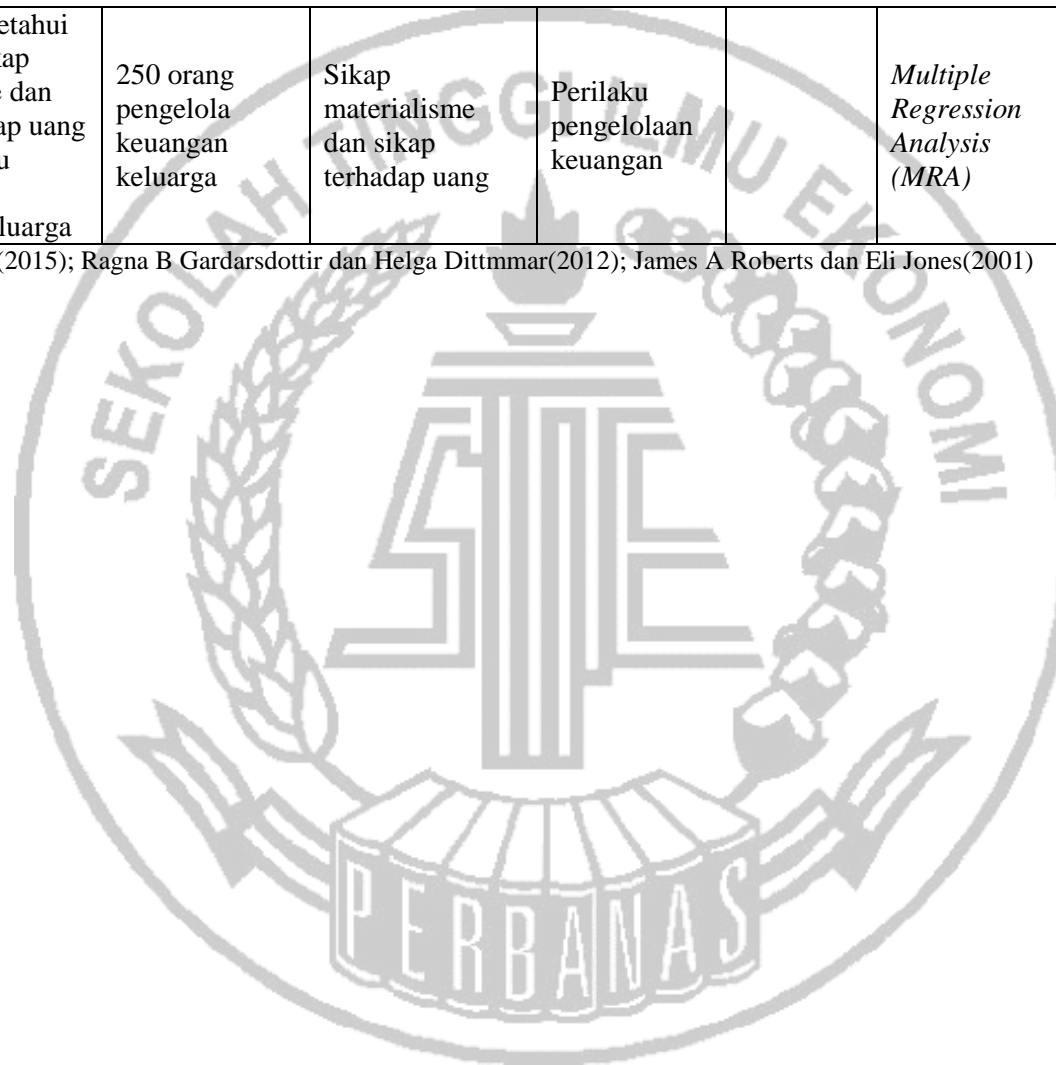 etahui
kap
e dan
ap uang
u
luarga
250 orang
pengelola
keuangan
keluarga
Sikap
materialisme
dan sikap
terhadap uang
Perilaku
pengelolaan
keuangan
Multiple
Regression
Analysis
(MRA)
(2015); Ragna B Gardarsdottir dan Helga Dittmmar(2012); James A Roberts dan Eli Jones(2001)
SEKOLAH TINGGI ILMU EKONOMI
STIE
PERBANAS